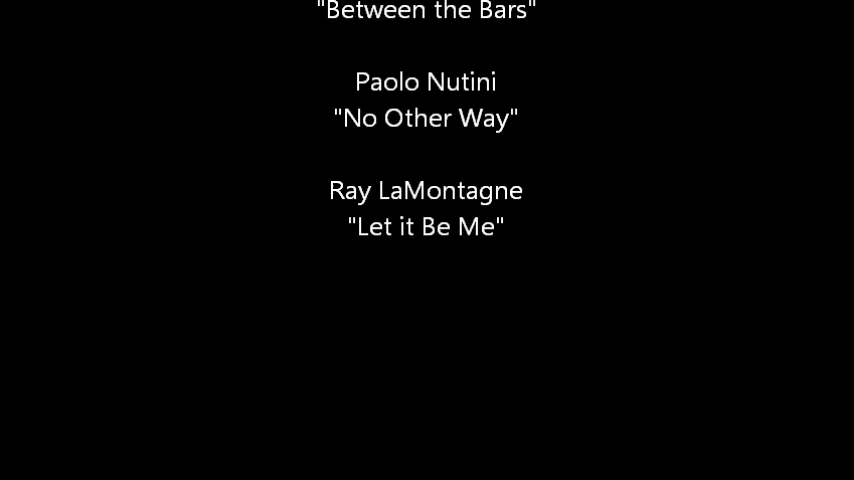 "Between the Bars"
Paolo Nutini
"No Other Way"
Ray LaMontagne
"Let it Be Me"